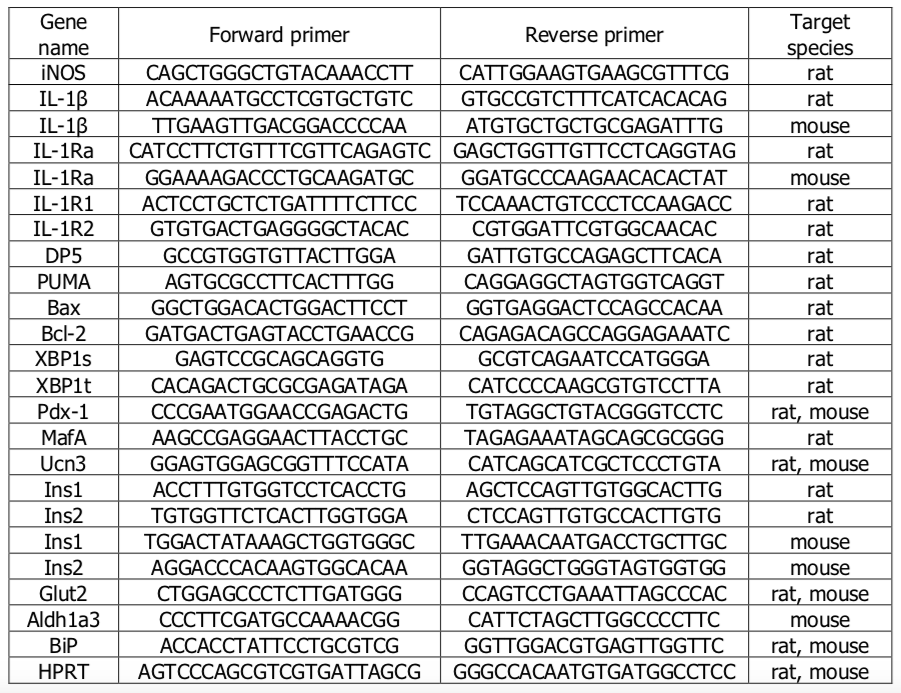 Gene name Forward primer Reverse primer Target species
iNOS CAGCTGGGCTGTACAAACCTT CATTGGAAGTGAAGCGTTTCG rat
IL-1β ACAAAAATGCCTCGTGCTGTC GTGCCGTCTTTCATCACACAG rat
IL-1β TTGAAGTTGACGGACCCCAA ATGTGCTGCTGCGAGATTTG mouse
IL-1Ra CATCCTTCTGTTTCGTTCAGAGTC GAGCTGGTTGTTCCTCAGGTAG rat
IL-1Ra GGAAAAGACCCTGCAAGATGC GGATGCCCAAGAACACACTAT mouse
IL-1R1 ACTCCTGCTCTGATTTTCTTCC TCCAAACTGTCCCTCCAAGACC rat
IL-1R2 GTGTGACTGAGGGGCTACAC CGTGGATTCGTGGCAACAC rat
DP5 GCCGTGGTGTTACTTGGA GATTGTGCCAGAGCTTCACA rat
PUMA AGTGCGCCTTCACTTTGG CAGGAGGCTAGTGGTCAGGT rat
Bax GGCTGGACACTGGACTTCCT GGTGAGGACTCCAGCCACAA rat
Bcl-2 GATGACTGAGTACCTGAACCG CAGAGACAGCCAGGAGAAATC rat
XBP1s GAGTCCGCAGCAGGTG GCGTCAGAATCCATGGGA rat
XBP1t CACAGACTGCGCGAGATAGA CATCCCCAAGCGTGTCCTTA rat
Pdx-1 CCCGAATGGAACCGAGACTG TGTAGGCTGTACGGGTCCTC rat, mouse
MafA AAGCCGAGGAACTTACCTGC TAGAGAAATAGCAGCGCGGG rat
Ucn3 GGAGTGGAGCGGTTTCCATA CATCAGCATCGCTCCCTGTA rat, mouse
Ins1 ACCTTTGTGGTCCTCACCTG AGCTCCAGTTGTGGCACTTG rat
Ins2 TGTGGTTCTCACTTGGTGGA CTCCAGTTGTGCCACTTGTG rat
Ins1 TGGACTATAAAGCTGGTGGGC TTGAAACAATGACCTGCTTGC mouse
Ins2 AGGACCCACAAGTGGCACAA GGTAGGCTGGGTAGTGGTGG mouse
Glut2 CTGGAGCCCTCTTGATGGG CCAGTCCTGAAATTAGCCCAC rat, mouse
Aldh1a3 CCCTTCGATGCCAAAACGG CATTCTAGCTTGGCCCCTTC mouse
BiP ACCACCTATTCCTGCGTCG GGTTGGACGTGAGTTGGTTC rat, mouse
HPRT AGTCCCAGCGTCGTGATTAGCG GGGCCACAATGTGATGGCCTCC rat, mouse